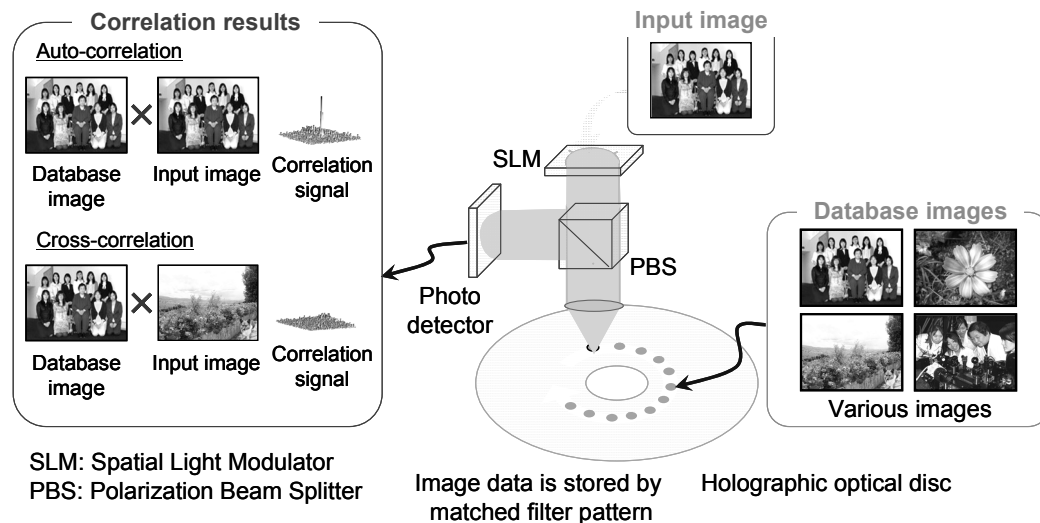 Correlation results
Auto-correlation
×
Database
image
Input image
Correlation
signal
Cross-correlation
×
Database
image
Input image
Correlation
signal
Input image
SLM
PBS
Photo
detector
Database images
Various images
SLM: Spatial Light Modulator
PBS: Polarization Beam Splitter
Image data is stored by
matched filter pattern
Holographic optical disc